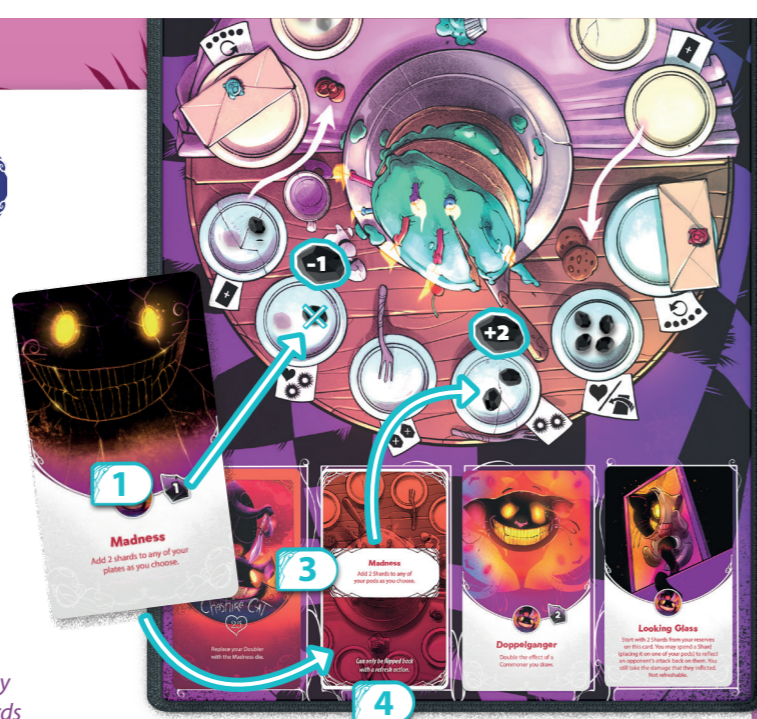 -1
+2
1
1
Madness
Add 2 shards to any of your
plates as you choose.
3
Cheshire Cat
Replace your Doubler
with the Madness die.
Madness
Add 2 Shards to any of
your pods as you choose.
Can only be flipped back
with a refresh action.
2
Doppelganger
Double the effect of a
Commoner you draw.
Looking Glass
Start with 2 Shards from your reserves
on this card. You may spend a Shard
(placing it on one of your pods) to reflect
an opponent's attack back on them. You
still take the damage that they inflicted.
Not refreshable.
4
y
rds